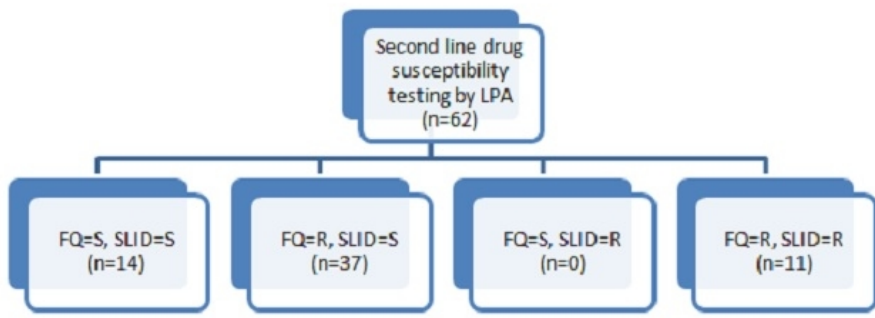 Second line drug
susceptibility
testing by LPA
(n=62)
FQ=S, SLID=S
(n=14)
FQ=R, SLID=S
(n=37)
FQ=S, SLID=R
(n=0)
FQ=R, SLID=R
(n=11)